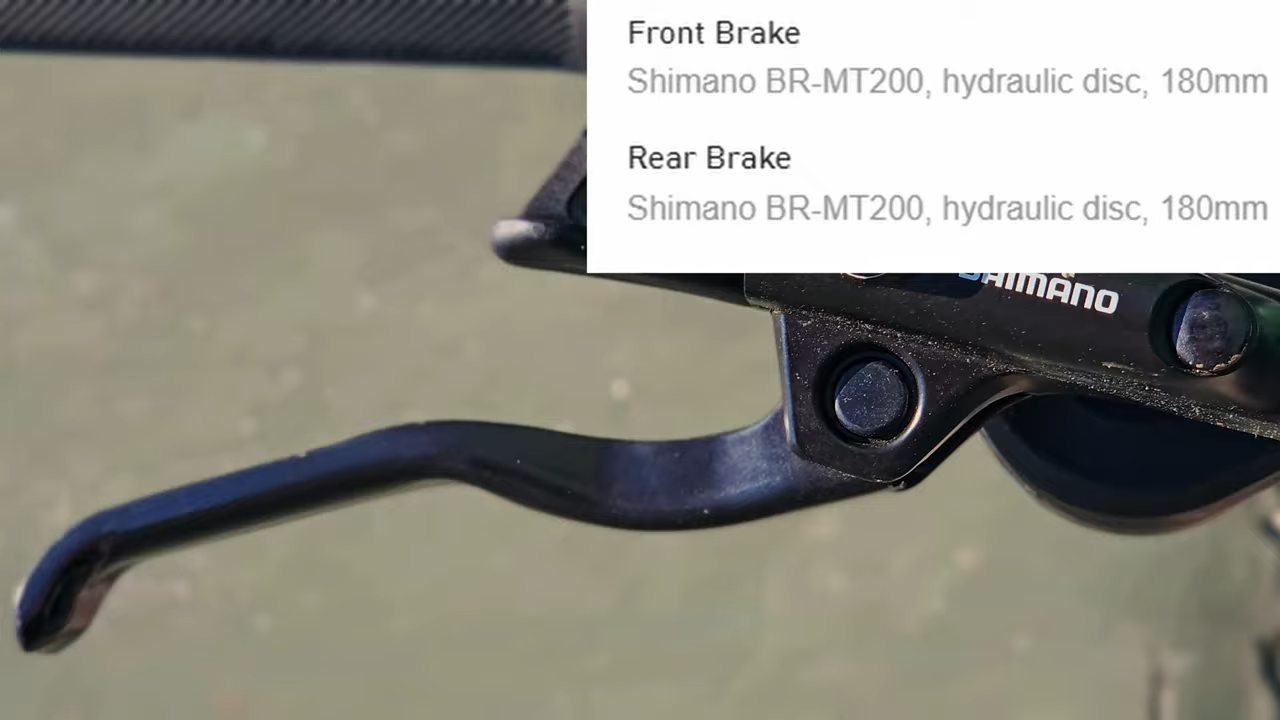 Front Brake
Shimano BR-MT200, hydraulic disc, 180mm
Rear Brake
Shimano BR-MT200, hydraulic disc, 180mm
SHIMANO